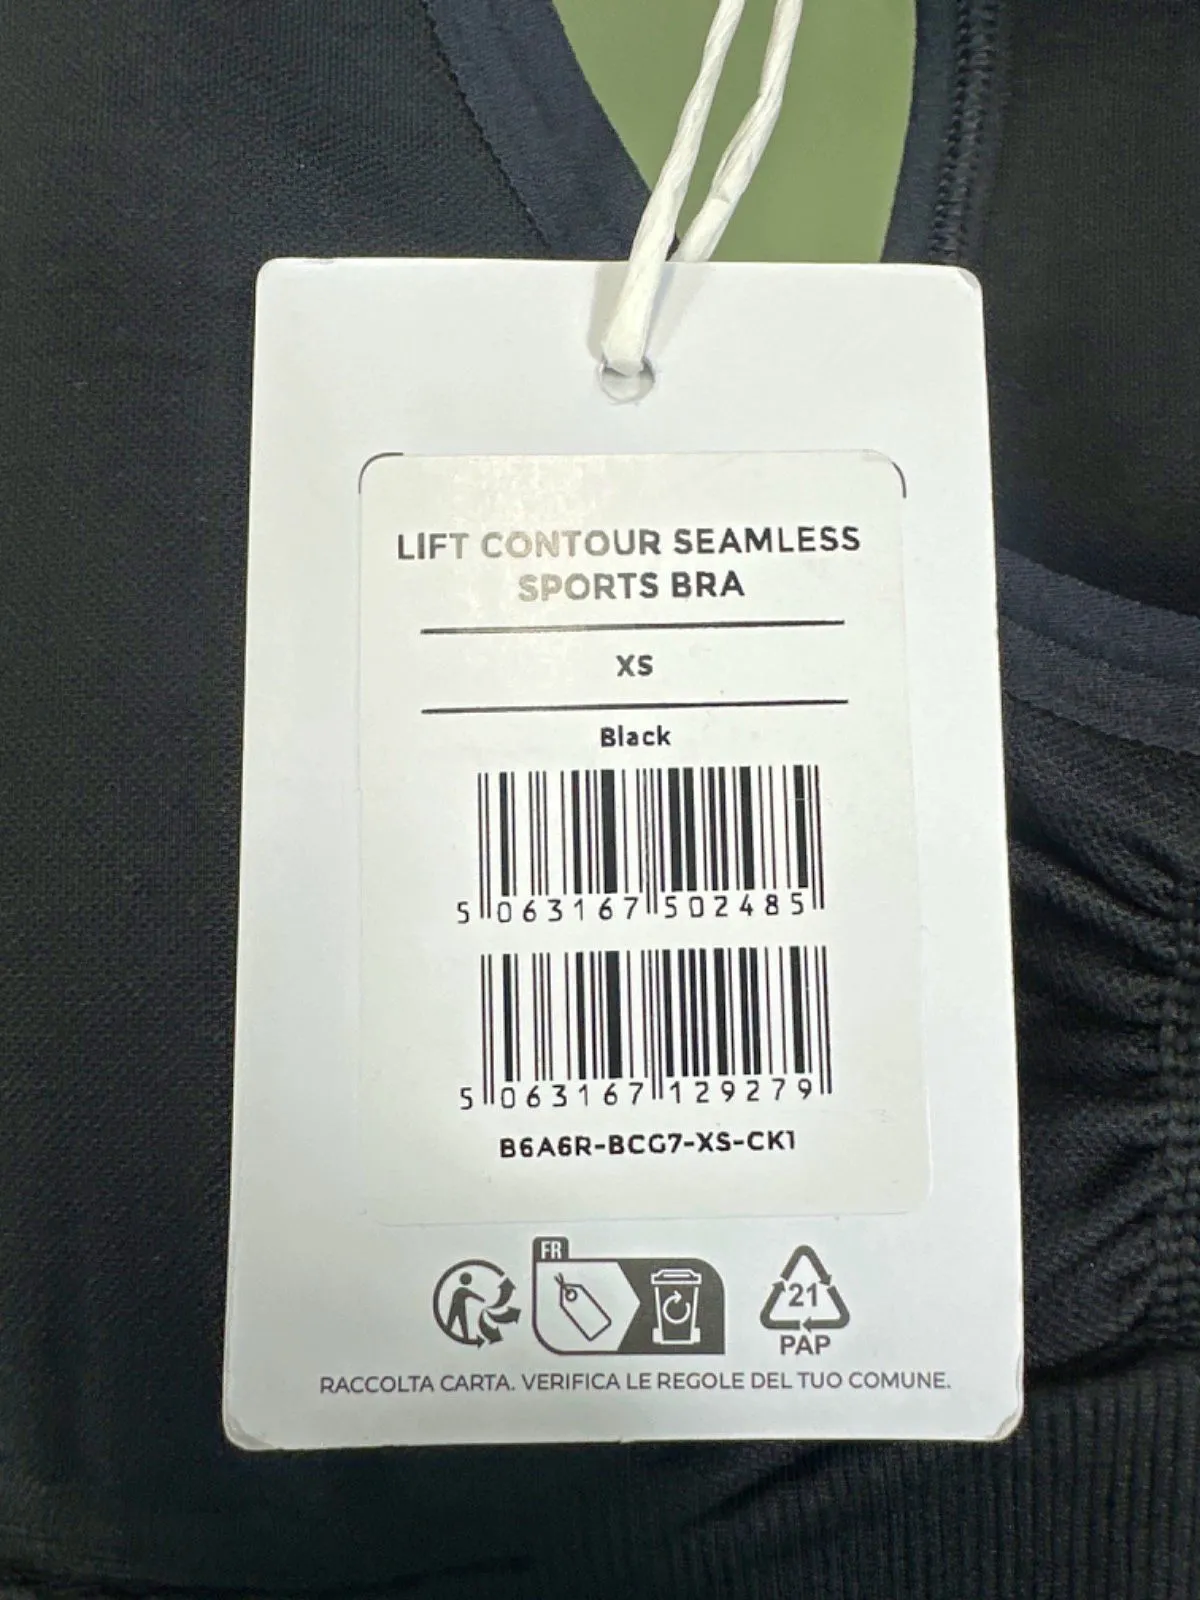 LIFT CONTOUR SEAMLESS
SPORTS BRA
XS
Black
5 063167 502485
5 063167 129279
B6A6R-BCG7-XS-CK1
FR
21
PAP
RACCOLTA CARTA. VERIFICA LE REGOLE DEL TUO COMUNE.